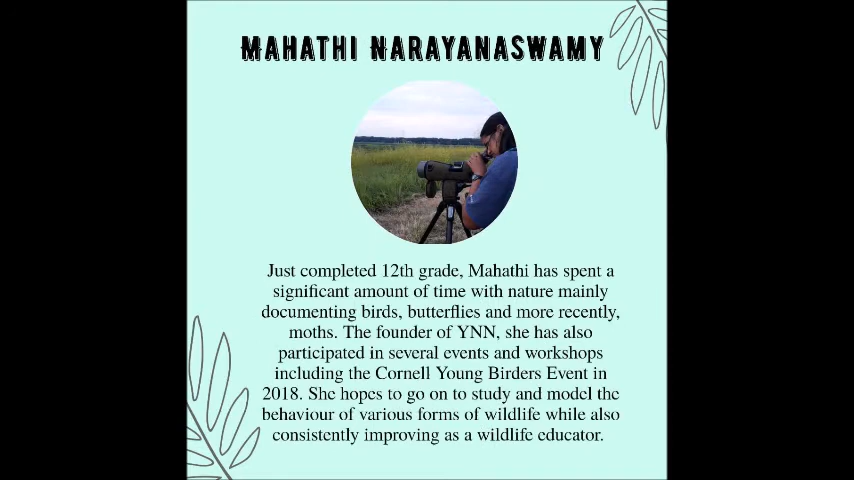 MAHATHI NARAYANASWAMY
Just completed 12th grade, Mahathi has spent a
significant amount of time with nature mainly
documenting birds, butterflies and more recently,
moths. The founder of YNN, she has also
participated in several events and workshops
including the Cornell Young Birders Event in
2018. She hopes to go on to study and model the
behaviour of various forms of wildlife while also
consistently improving as a wildlife educator.